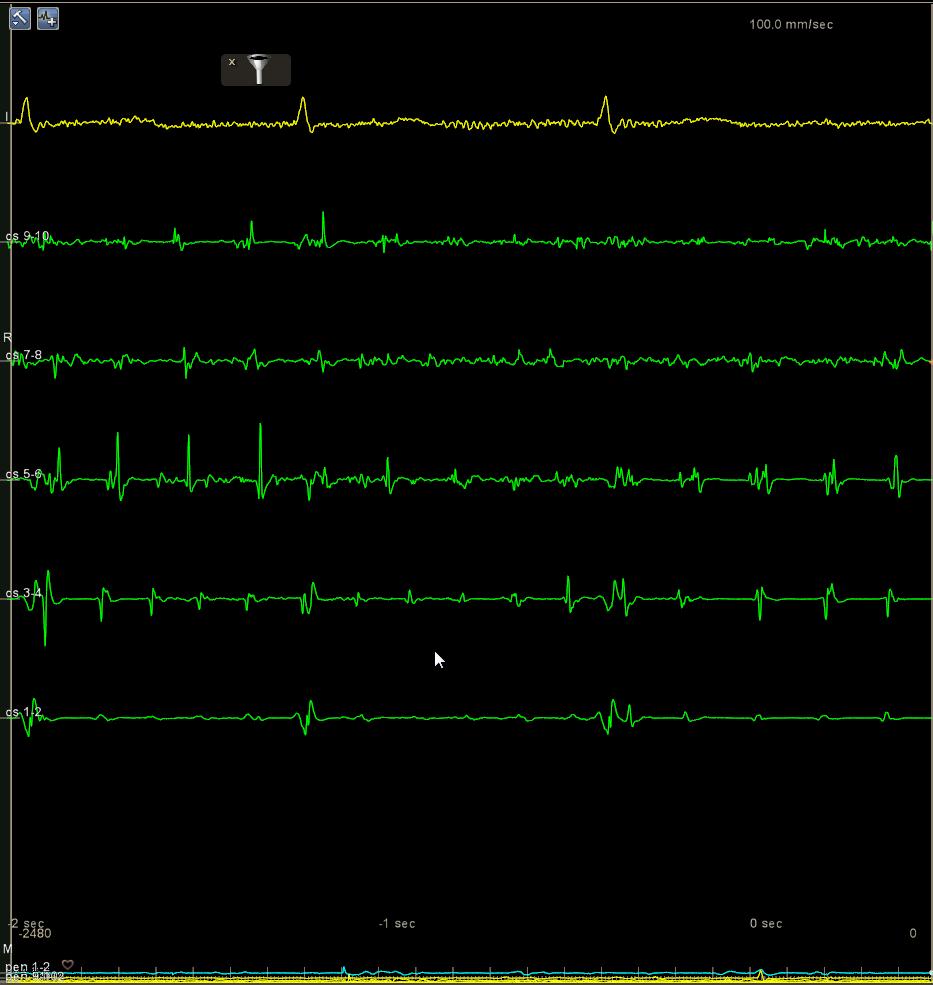 100.0 mm/sec
x
I
cs 9-10
R
cs 7-8
cs 5-6
cs 3-4
cs 1-2
-2 sec -1 sec 0 sec
-2480 0
M
pen 1-2